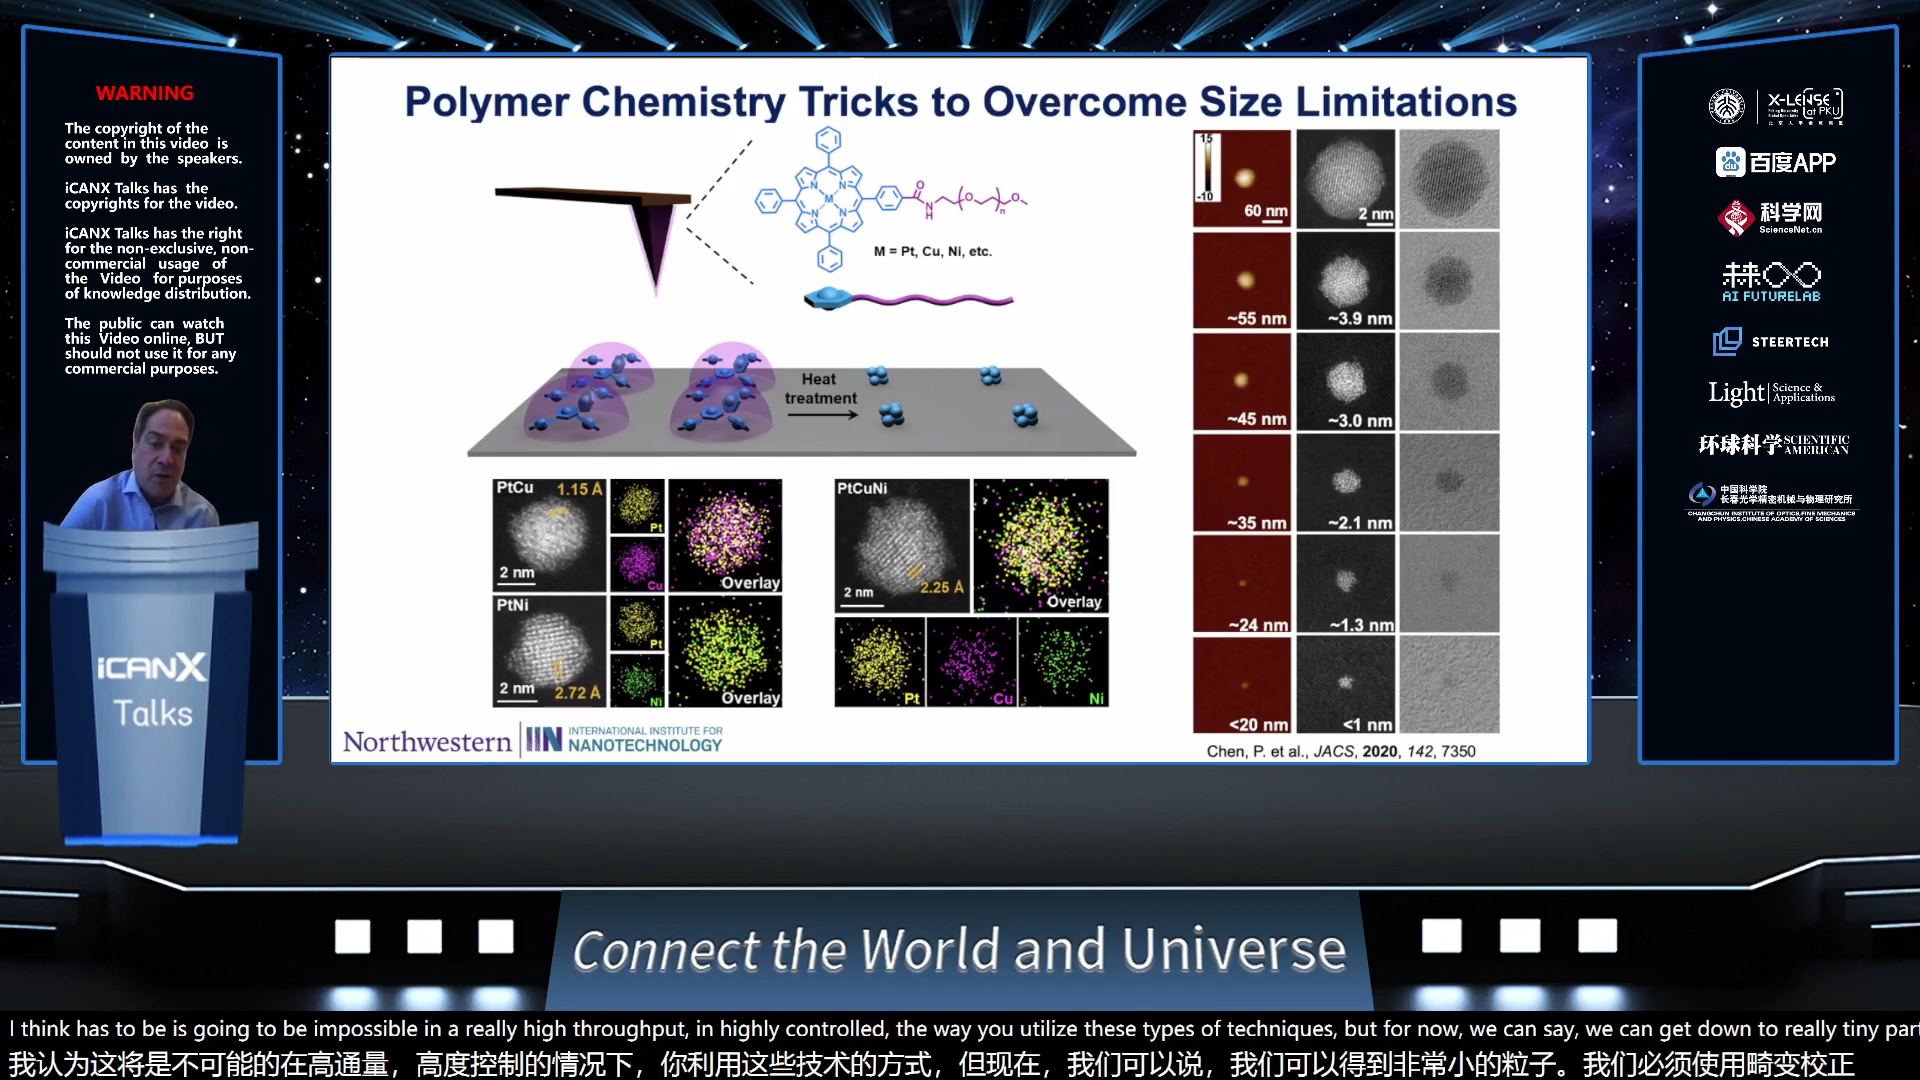 WARNING
The copyright of the
content in this video is
owned by the speakers.
iCANX Talks has the
copyrights for the video.
iCANX Talks has the right
for the non-exclusive, non-
commercial usage of
the Video for purposes
of knowledge distribution.
The public can watch
this Video online, BUT
should not use it for any
commercial purposes.
iCANX
Talks
Polymer Chemistry Tricks to Overcome Size Limitations
N
N
M
N
N
O
N
H
O
n
O
M = Pt, Cu, Ni, etc.
Heat
treatment
PtCu
1.15 Å
2 nm
Pt
Cu
Overlay
PtNi
2 nm
2.72 Å
Pt
Ni
Overlay
PtCuNi
2 nm
2.25 Å
Overlay
Pt
Cu
Ni
15
-10
60 nm
2 nm
~55 nm
~3.9 nm
~45 nm
~3.0 nm
~35 nm
~2.1 nm
~24 nm
~1.3 nm
<20 nm
<1 nm
Northwestern
IIN
INTERNATIONAL INSTITUTE FOR
NANOTECHNOLOGY
Chen, P. et al., JACS, 2020, 142, 7350
X-LENSE
at PKU
du
百度APP
科学网
ScienceNet.cn
未来
AI FUTURELAB
STEERTECH
Light
Science &
Applications
环球科学
SCIENTIFIC
AMERICAN
中国科学院
长春光学精密机械与物理研究所
CHANGCHUN INSTITUTE OF OPTICS,FINE MECHANICS
AND PHYSICS,CHINESE ACADEMY OF SCIENCES
Connect the World and Universe
I think has to be is going to be impossible in a really high throughput, in highly controlled, the way you utilize these types of techniques, but for now, we can say, we can get down to really tiny part
我认为这将是不可能的在高通量，高度控制的情况下，你利用这些技术的方式，但现在，我们可以说，我们可以得到非常小的粒子。我们必须使用畸变校正